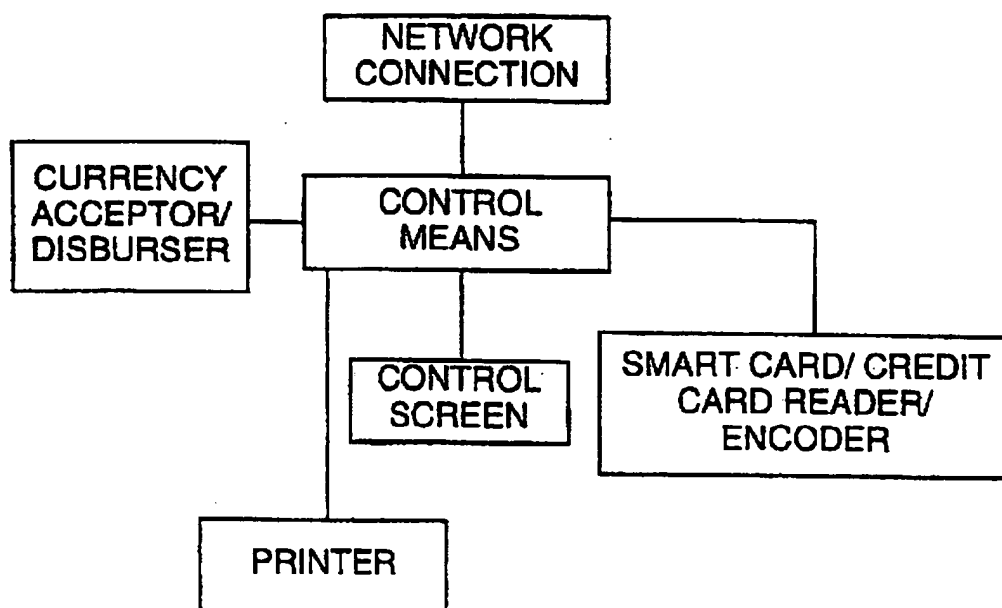 NETWORK
CONNECTION
CURRENCY
ACCEPTOR/
DISBURSER
CONTROL
MEANS
CONTROL
SCREEN
SMART CARD/ CREDIT
CARD READER/
ENCODER
PRINTER